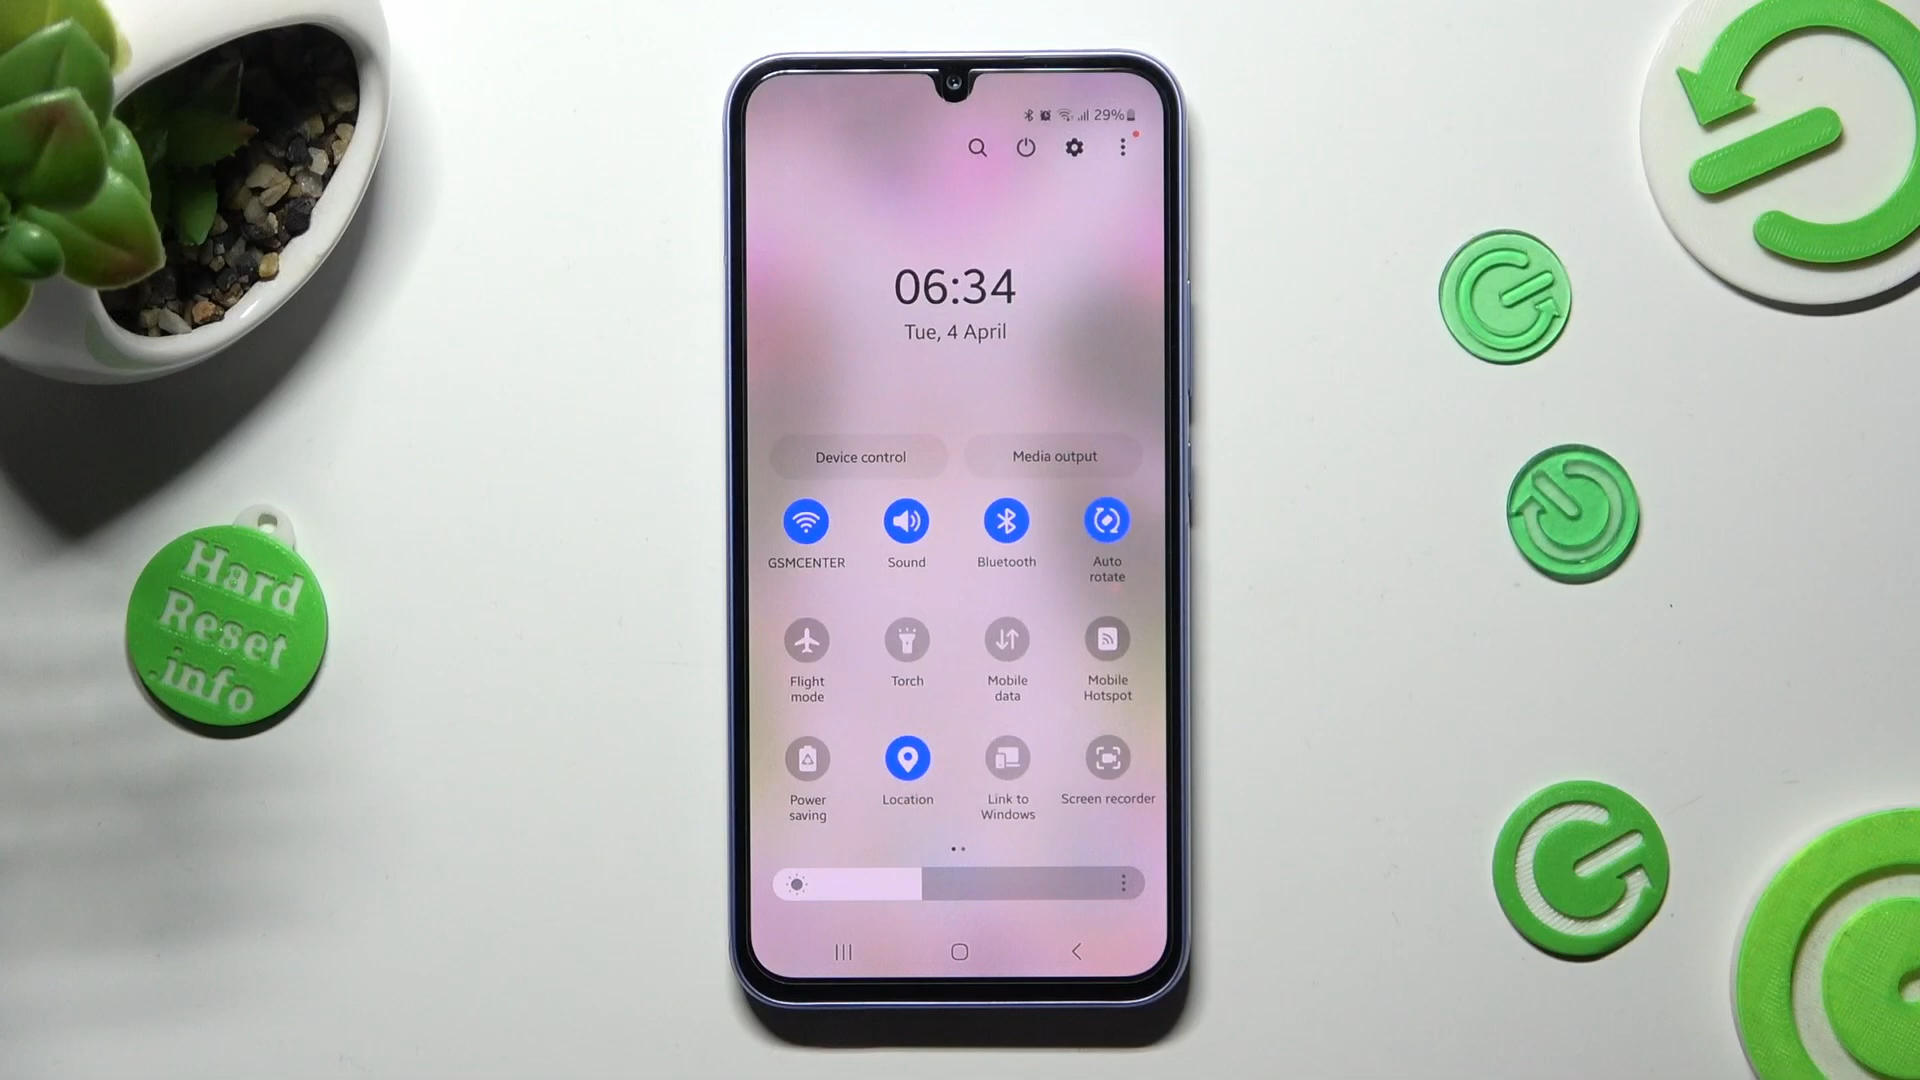 29%
06:34
Tue, 4 April
Device control
Media output
GSMCENTER
Sound
Bluetooth
Auto
rotate
Flight
mode
Torch
Mobile
data
Mobile
Hotspot
Power
saving
Location
Link to
Windows
Screen recorder
Hard
Reset
.info